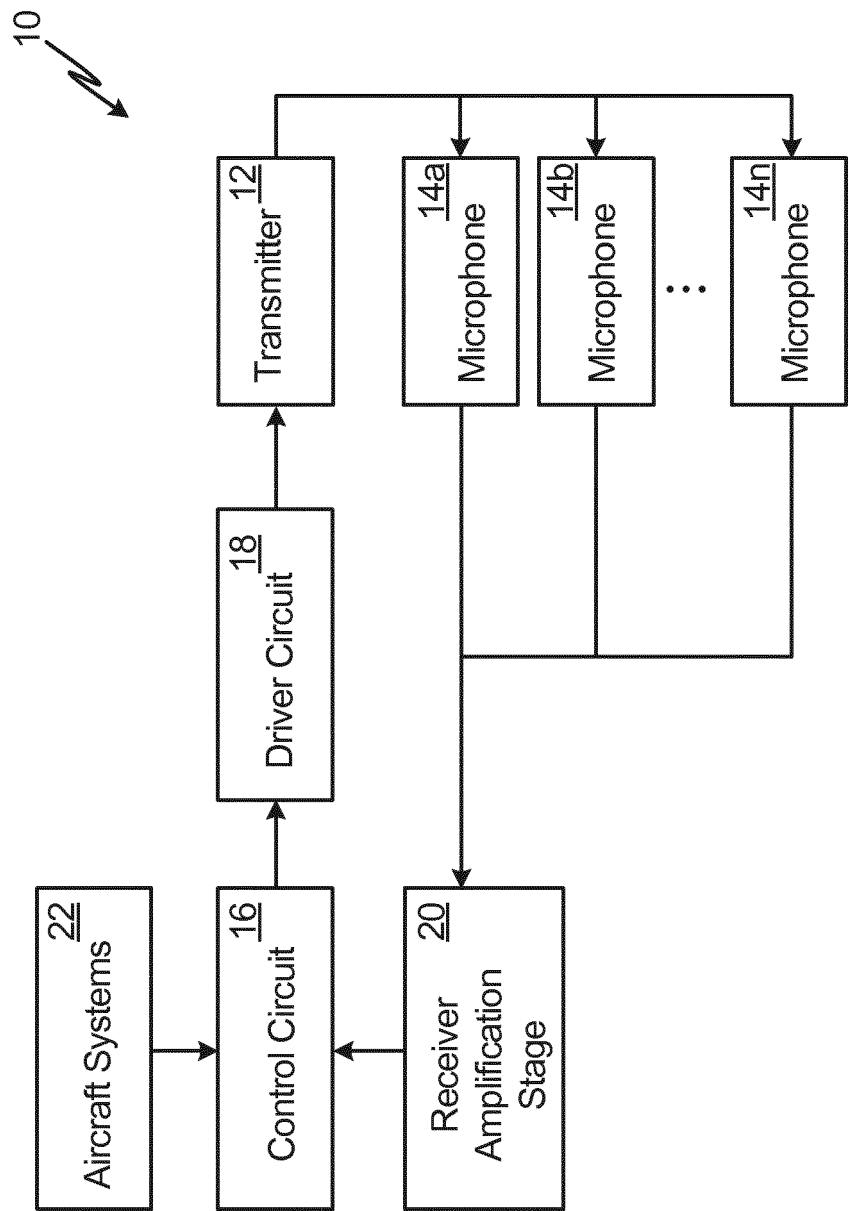 10
22
Aircraft Systems
16
Control Circuit
18
Driver Circuit
12
Transmitter
20
Receiver
Amplification
Stage
14a
Microphone
14b
Microphone
...
14n
Microphone